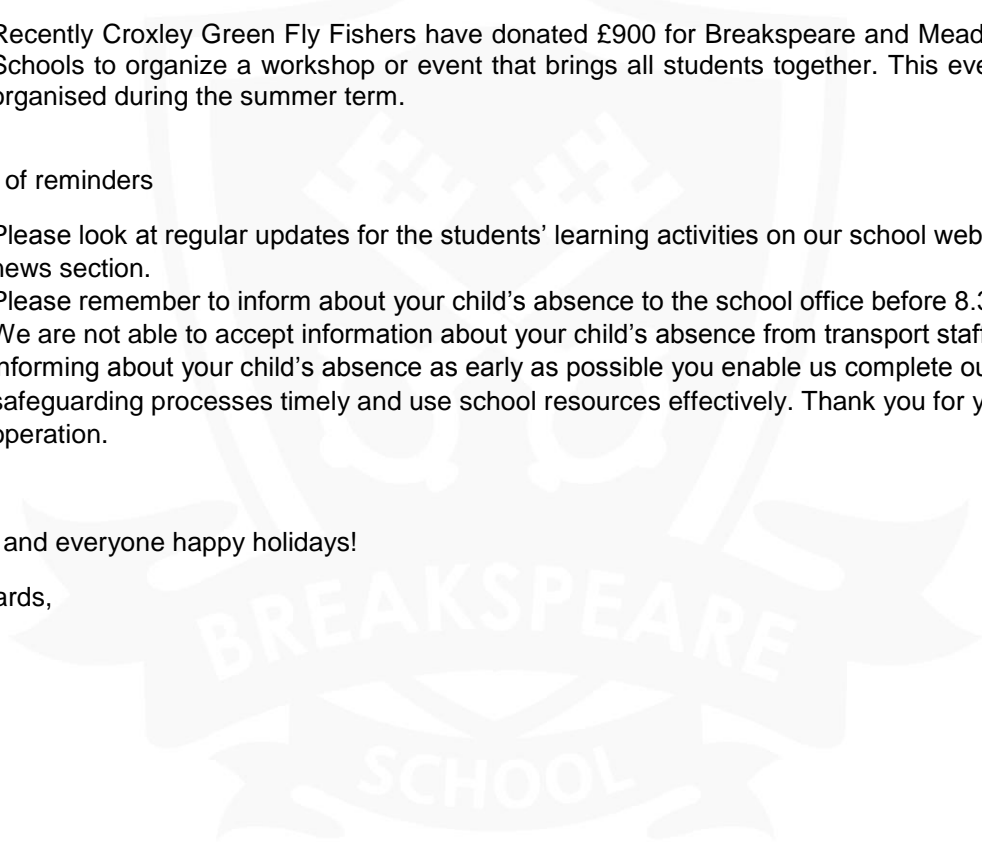 Recently Croxley Green Fly Fishers have donated £900 for Breakspeare and Mead
Schools to organize a workshop or event that brings all students together. This eve
organised during the summer term.
of reminders
Please look at regular updates for the students’ learning activities on our school web
news section.
Please remember to inform about your child’s absence to the school office before 8.3
We are not able to accept information about your child’s absence from transport staff
nforming about your child’s absence as early as possible you enable us complete ou
safeguarding processes timely and use school resources effectively. Thank you for y
operation.
and everyone happy holidays!
ards,
BREAKSPEARE
SCHOOL